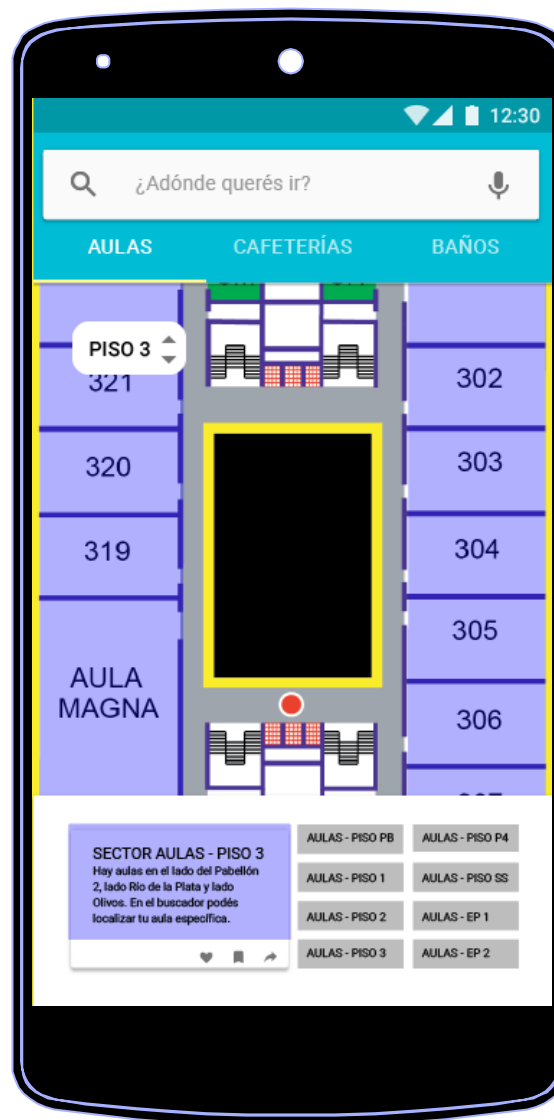 12:30
¿Adónde querés ir?
AULAS
CAFETERÍAS
BAÑOS
PISO 3
321
302
320
303
319
304
305
AULA
MAGNA
306
SECTOR AULAS - PISO 3
Hay aulas en el lado del Pabellón
2, lado Río de la Plata y lado
Olivos. En el buscador podés
localizar tu aula específica.
AULAS - PISO PB
AULAS - PISO P4
AULAS - PISO 1
AULAS - PISO SS
AULAS - PISO 2
AULAS - EP 1
AULAS - PISO 3
AULAS - EP 2